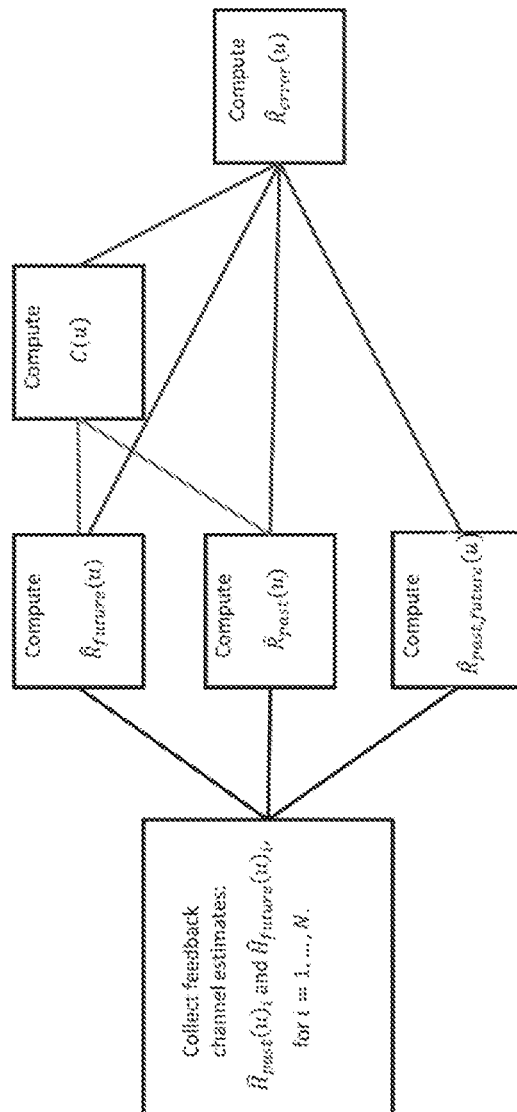 Collect feedback
channel estimates:
Ĥ_past(u)_i and Ĥ_future(u)_i,
for i = 1, ..., N.
Compute
R̂_future(u)
Compute
R̂_past(u)
Compute
R̂_past,future(u)
Compute
C(u)
Compute
R̂_error(u)